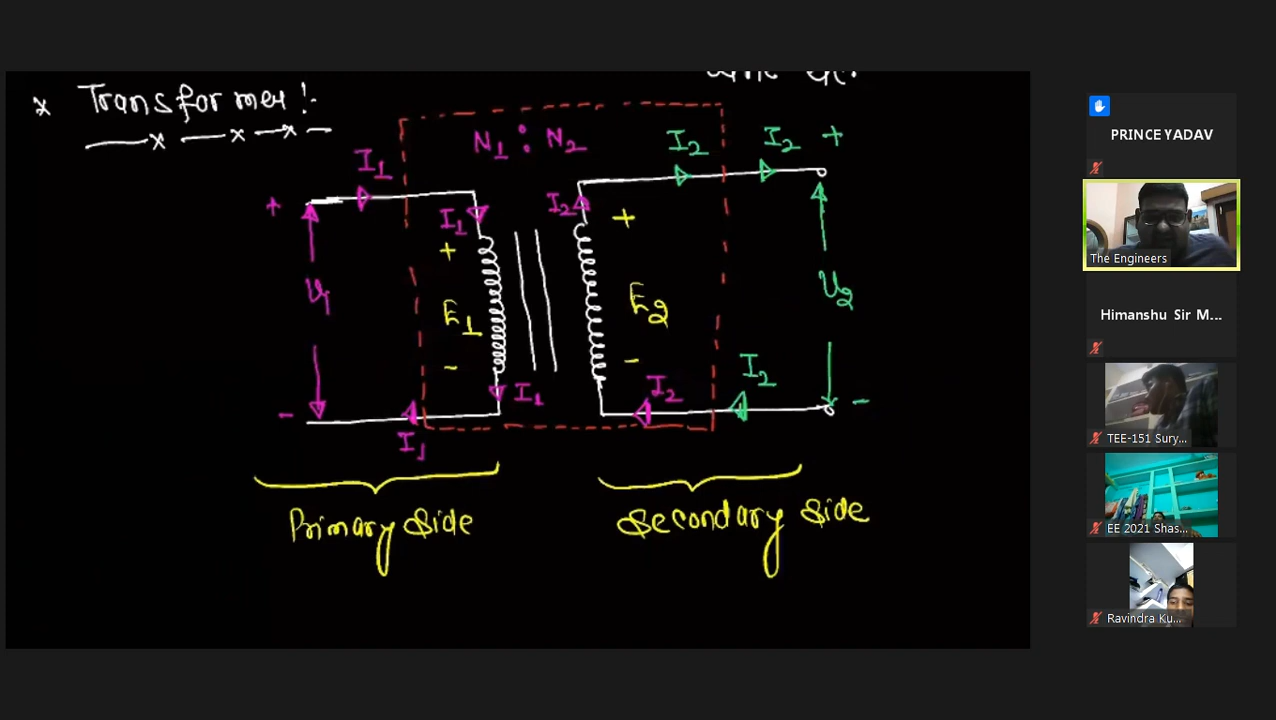 x Transformer :-
N1 : N2
I1
I2
I2
+
+
I1
I2
+
+
V1
E1
E2
V2
-
-
I1
I2
I2
-
-
I1
Primary Side
Secondary Side
PRINCE YADAV
The Engineers
Himanshu Sir M...
TEE-151 Sury...
EE 2021 Shas...
Ravindra Ku...